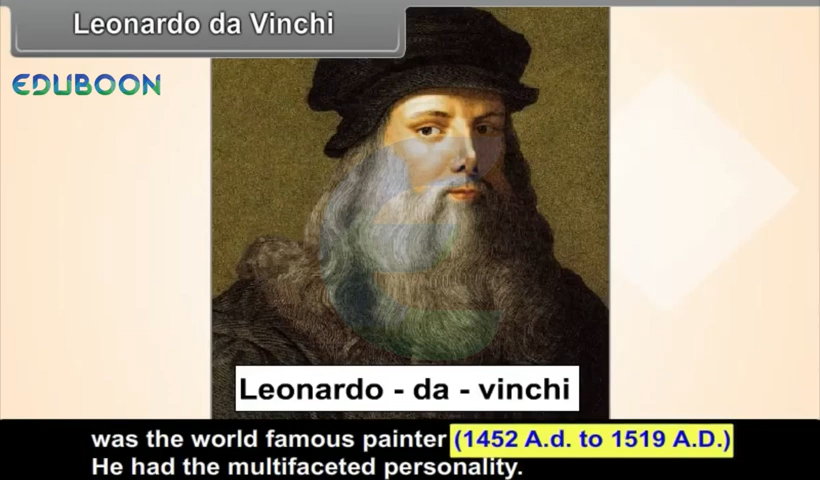 Leonardo da Vinchi
EDUBOON
Leonardo - da - vinchi
was the world famous painter (1452 A.d. to 1519 A.D.)
He had the multifaceted personality.